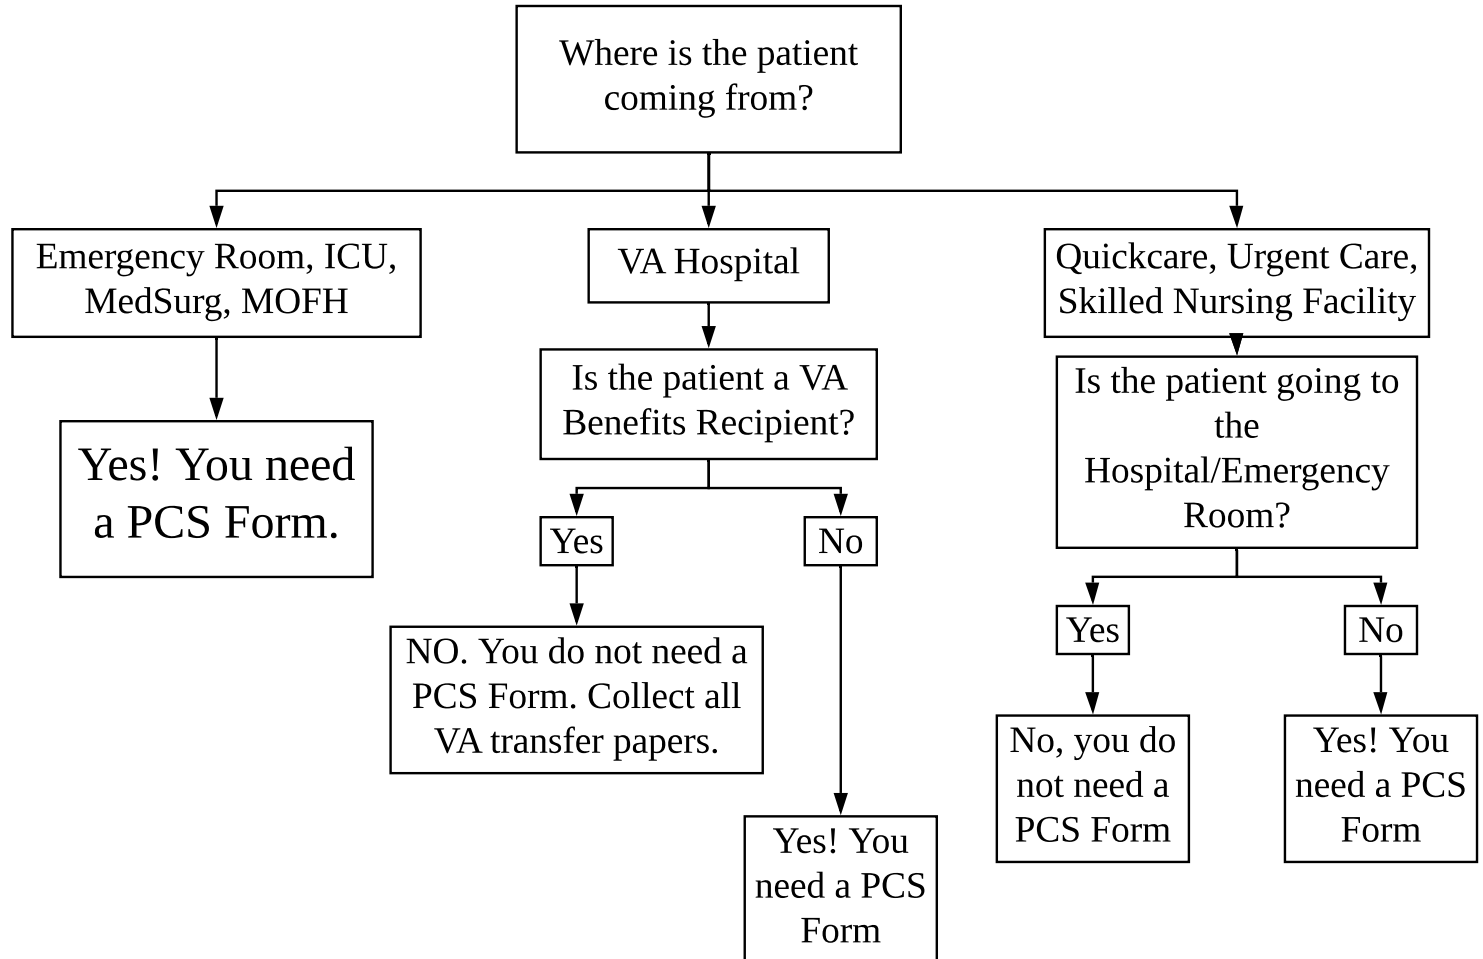 Where is the patient
coming from?
Emergency Room, ICU,
MedSurg, MOFH
VA Hospital
Quickcare, Urgent Care,
Skilled Nursing Facility
Yes! You need
a PCS Form.
Is the patient a VA
Benefits Recipient?
Is the patient going to
the
Hospital/Emergency
Room?
Yes
No
Yes
No
NO. You do not need a
PCS Form. Collect all
VA transfer papers.
Yes! You
need a PCS
Form
No, you do
not need a
PCS Form
Yes! You
need a PCS
Form